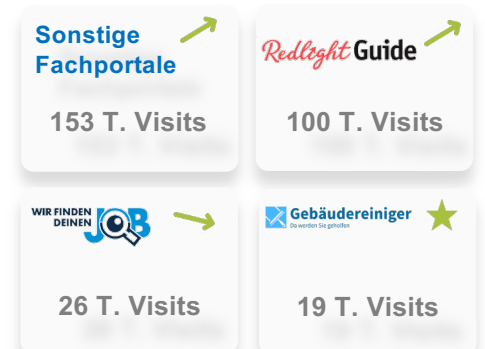 Sonstige
Fachportale
153 T. Visits
Redlight Guide
100 T. Visits
WIR FINDEN
DEINEN JOB
26 T. Visits
Gebäudereiniger
Da werden Sie geholfen
19 T. Visits